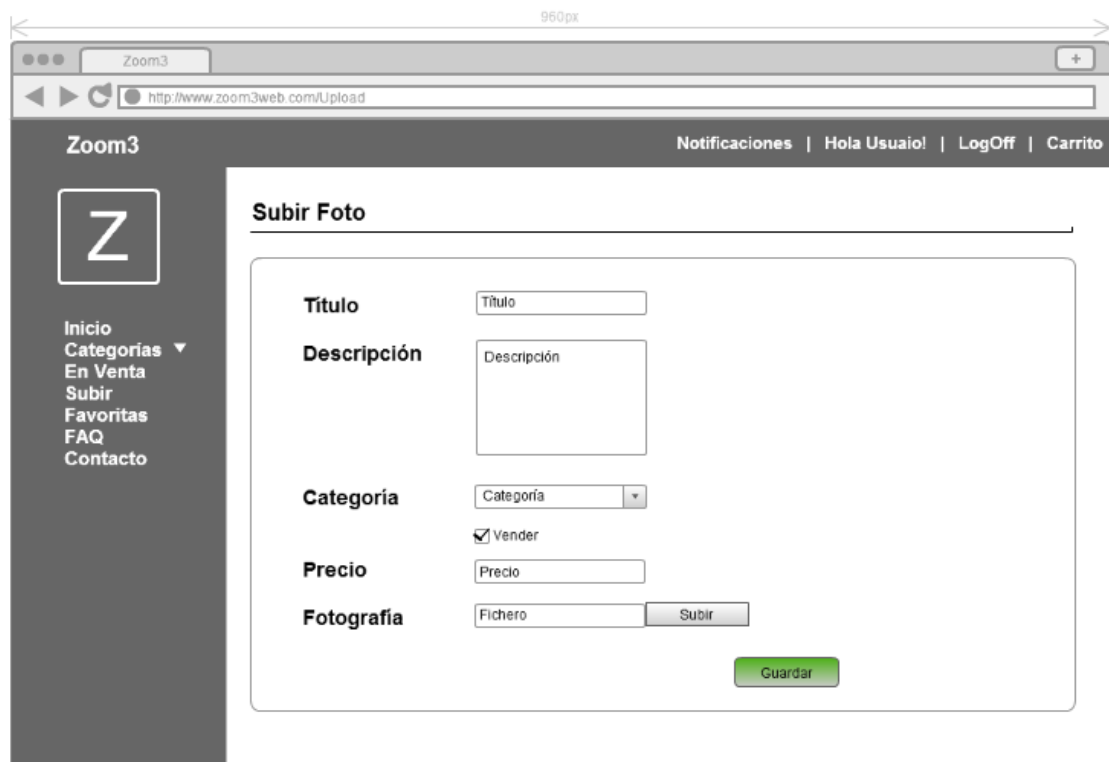 960px
Zoom3
+
http://www.zoom3web.com/Upload
Zoom3
Notificaciones | Hola Usuaio! | LogOff | Carrito
Z
Inicio
Categorías
En Venta
Subir
Favoritas
FAQ
Contacto
Subir Foto
Título Título
Descripción Descripción
Categoría Categoría
Vender
Precio Precio
Fotografía Fichero Subir
Guardar